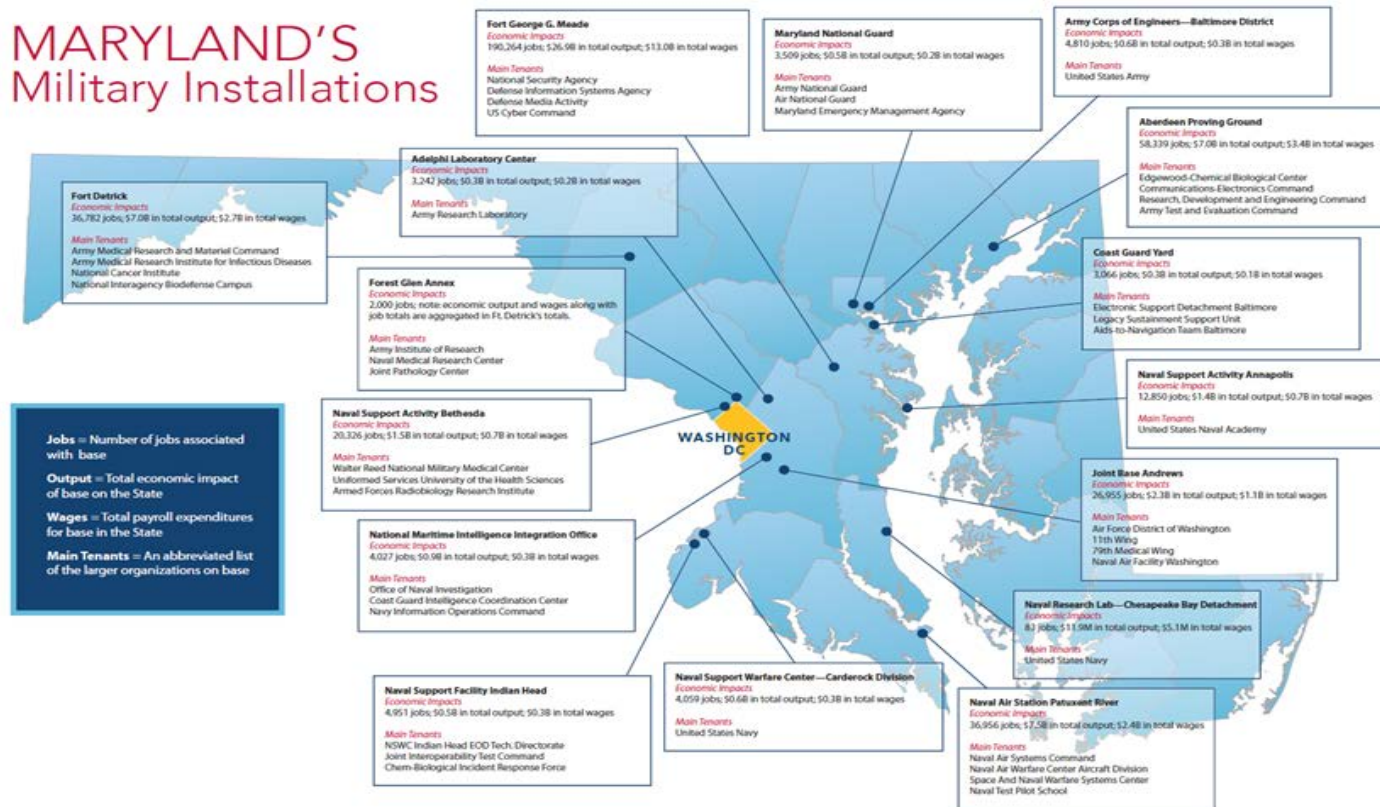 MARYLAND'S
Military Installations
Fort George G. Meade
Economic Impacts
190,264 jobs; $26.9B in total output; $13.0B in total wages
Main Tenants
National Security Agency
Defense Information Systems Agency
Defense Media Activity
US Cyber Command
Maryland National Guard
Economic Impacts
3,509 jobs; $0.5B in total output; $0.2B in total wages
Main Tenants
Army National Guard
Air National Guard
Maryland Emergency Management Agency
Army Corps of Engineers—Baltimore District
Economic Impacts
4,810 jobs; $0.6B in total output; $0.3B in total wages
Main Tenants
United States Army
Aberdeen Proving Ground
Economic Impacts
58,339 jobs; $7.0B in total output; $3.4B in total wages
Main Tenants
Edgewood-Chemical Biological Center
Communications-Electronics Command
Research, Development and Engineering Command
Army Test and Evaluation Command
Adelphi Laboratory Center
Economic Impacts
3,242 jobs; $0.3B in total output; $0.2B in total wages
Main Tenants
Army Research Laboratory
Fort Detrick
Economic Impacts
36,782 jobs; $7.0B in total output; $2.7B in total wages
Main Tenants
Army Medical Research and Materiel Command
Army Medical Research Institute for Infectious Diseases
National Cancer Institute
National Interagency Biodefense Campus
Coast Guard Yard
Economic Impacts
3,066 jobs; $0.3B in total output; $0.1B in total wages
Main Tenants
Electronic Support Detachment Baltimore
Legacy Sustainment Support Unit
Aids-to-Navigation Team Baltimore
Forest Glen Annex
Economic Impacts
2,000 jobs; note: economic output and wages along with
job totals are aggregated in Ft. Detrick's totals.
Main Tenants
Army Institute of Research
Naval Medical Research Center
Joint Pathology Center
Naval Support Activity Annapolis
Economic Impacts
12,850 jobs; $1.4B in total output; $0.7B in total wages
Main Tenants
United States Naval Academy
Naval Support Activity Bethesda
Economic Impacts
20,326 jobs; $1.5B in total output; $0.7B in total wages
Main Tenants
Walter Reed National Military Medical Center
Uniformed Services University of the Health Sciences
Armed Forces Radiobiology Research Institute
WASHINGTON
DC
Jobs = Number of jobs associated
with base
Output = Total economic impact
of base on the State
Wages = Total payroll expenditures
for base in the State
Main Tenants = An abbreviated list
of the larger organizations on base
Joint Base Andrews
Economic Impacts
26,955 jobs; $2.3B in total output; $1.1B in total wages
Main Tenants
Air Force District of Washington
11th Wing
79th Medical Wing
Naval Air Facility Washington
National Maritime Intelligence Integration Office
Economic Impacts
4,027 jobs; $0.9B in total output; $0.3B in total wages
Main Tenants
Office of Naval Investigation
Coast Guard Intelligence Coordination Center
Navy Information Operations Command
Naval Research Lab—Chesapeake Bay Detachment
Economic Impacts
83 jobs; $11.9M in total output; $5.1M in total wages
Main Tenants
United States Navy
Naval Support Facility Indian Head
Economic Impacts
4,951 jobs; $0.5B in total output; $0.3B in total wages
Main Tenants
NSWC Indian Head EOD Tech. Directorate
Joint Interoperability Test Command
Chem-Biological Incident Response Force
Naval Support Warfare Center—Carderock Division
Economic Impacts
4,059 jobs; $0.6B in total output; $0.3B in total wages
Main Tenants
United States Navy
Naval Air Station Patuxent River
Economic Impacts
36,956 jobs; $7.5B in total output; $2.4B in total wages
Main Tenants
Naval Air Systems Command
Naval Air Warfare Center Aircraft Division
Space And Naval Warfare Systems Center
Naval Test Pilot School